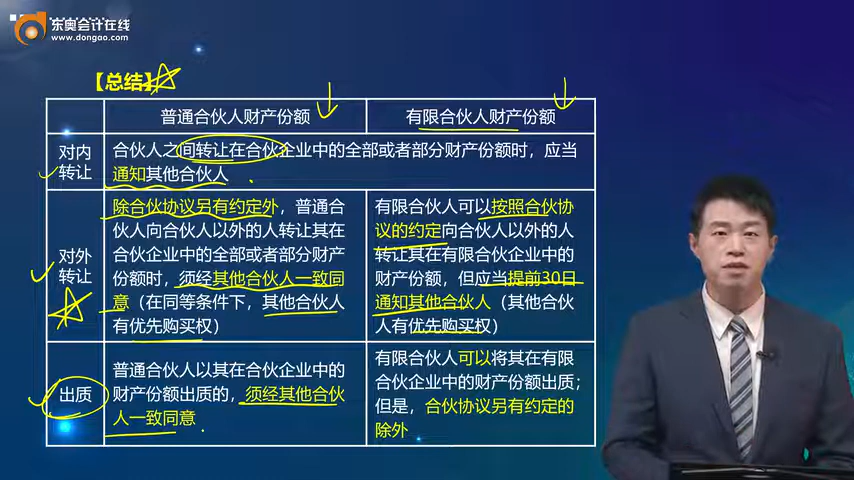 东奥会计在线
www.dongao.com
【总结】
普通合伙人财产份额
有限合伙人财产份额
对内
转让
合伙人之间转让在合伙企业中的全部或者部分财产份额时，应当
通知其他合伙人
对外
转让
除合伙协议另有约定外，普通合
伙人向合伙人以外的人转让其在
合伙企业中的全部或者部分财产
份额时，须经其他合伙人一致同
意（在同等条件下，其他合伙人
有优先购买权）
有限合伙人可以按照合伙协
议的约定向合伙人以外的人
转让其在有限合伙企业中的
财产份额，但应当提前30日
通知其他合伙人（其他合伙
人有优先购买权）
出质
普通合伙人以其在合伙企业中的
财产份额出质的，须经其他合伙
人一致同意
有限合伙人可以将其在有限
合伙企业中的财产份额出质；
但是，合伙协议另有约定的
除外